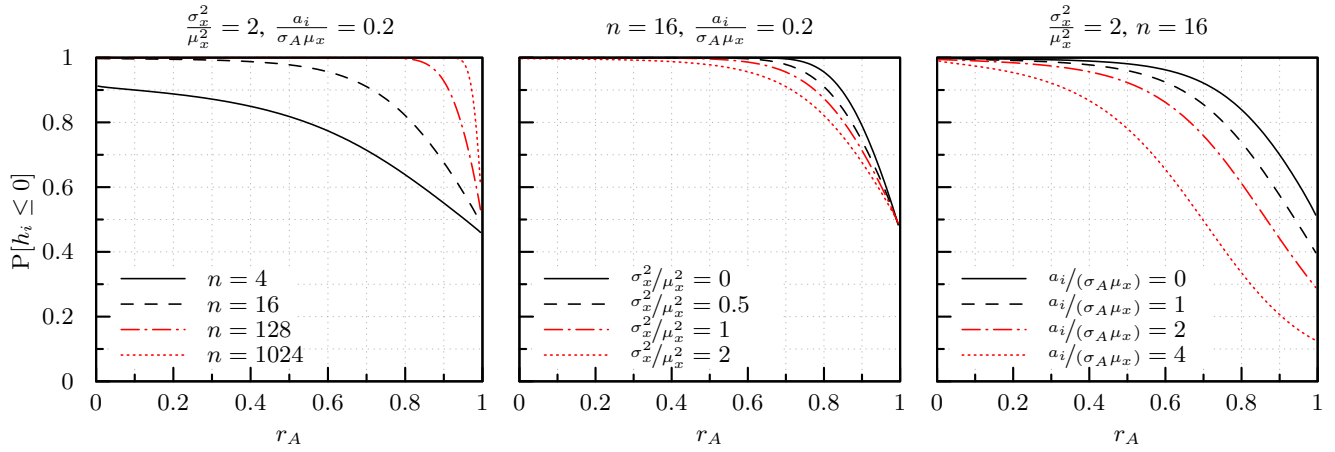 σ_x^2/μ_x^2 = 2, a_i/(σ_A μ_x) = 0.2
n = 16, a_i/(σ_A μ_x) = 0.2
σ_x^2/μ_x^2 = 2, n = 16
P[h_i ≤ 0]
1
0.8
0.6
0.4
0.2
0
n = 4
n = 16
n = 128
n = 1024
0 0.2 0.4 0.6 0.8 1
r_A
σ_x^2/μ_x^2 = 0
σ_x^2/μ_x^2 = 0.5
σ_x^2/μ_x^2 = 1
σ_x^2/μ_x^2 = 2
0 0.2 0.4 0.6 0.8 1
r_A
a_i/(σ_A μ_x) = 0
a_i/(σ_A μ_x) = 1
a_i/(σ_A μ_x) = 2
a_i/(σ_A μ_x) = 4
0 0.2 0.4 0.6 0.8 1
r_A